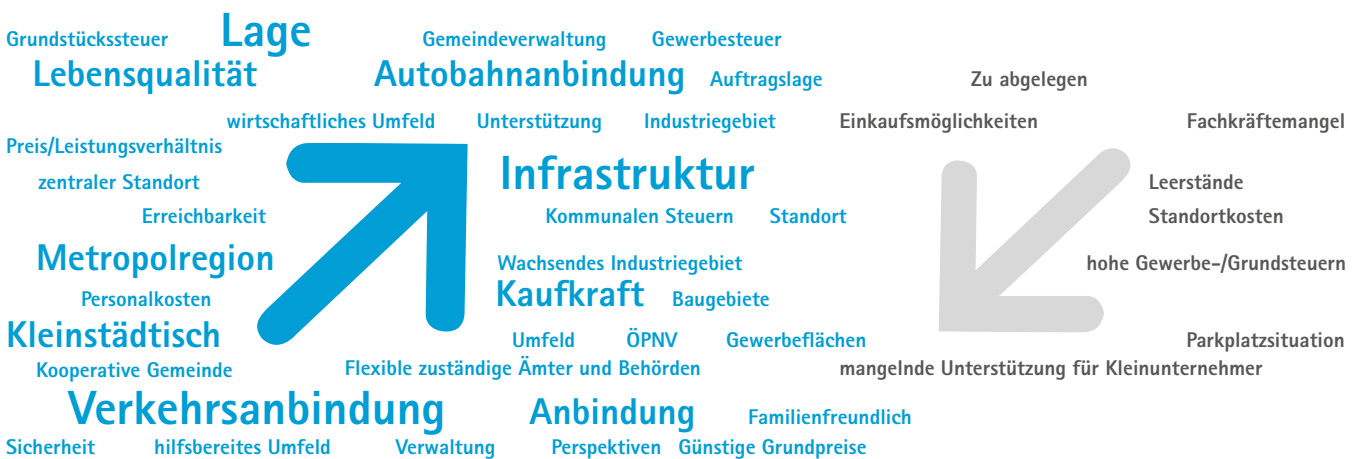 Grundstückssteuer Lage Gemeindeverwaltung Gewerbesteuer
Lebensqualität Autobahnanbindung Auftragslage Zu abgelegen
wirtschaftliches Umfeld Unterstützung Industriegebiet Einkaufsmöglichkeiten Fachkräftemangel
Preis/Leistungsverhältnis
zentraler Standort Infrastruktur Leerstände
Erreichbarkeit Kommunalen Steuern Standort Standortkosten
Metropolregion Wachsendes Industriegebiet hohe Gewerbe-/Grundsteuern
Personalkosten Kaufkraft Baugebiete
Kleinstädtisch Umfeld ÖPNV Gewerbeflächen Parkplatzsituation
Kooperative Gemeinde Flexible zuständige Ämter und Behörden mangelnde Unterstützung für Kleinunternehmer
Verkehrsanbindung Anbindung Familienfreundlich
Sicherheit hilfsbereites Umfeld Verwaltung Perspektiven Günstige Grundpreise